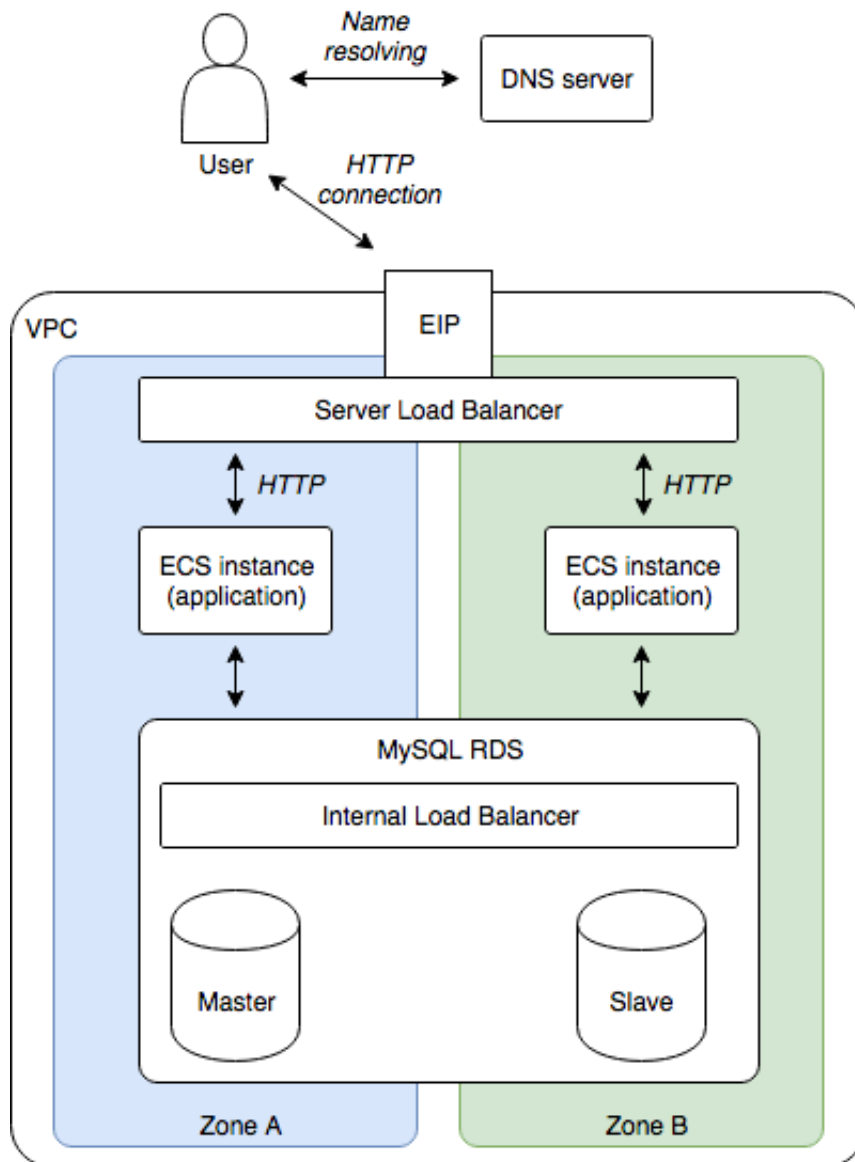 Name
resolving
DNS server
User
HTTP
connection
EIP
VPC
Server Load Balancer
HTTP
HTTP
ECS instance
(application)
ECS instance
(application)
MySQL RDS
Internal Load Balancer
Master
Slave
Zone A
Zone B